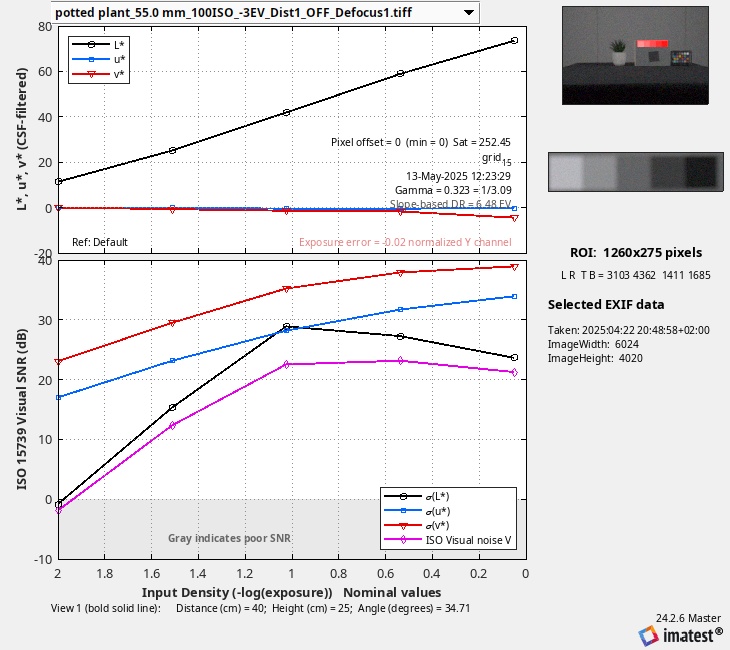 potted plant_55.0 mm_100ISO_-3EV_Dist1_OFF_Defocus1.tiff
80
60
40
20
0
-20
L*, u*, v* (CSF-filtered)
L*
u*
v*
Pixel offset = 0 (min = 0) Sat = 252.45
grid15
13-May-2025 12:23:29
Gamma = 0.323 = 1/3.09
Slope-based DR = 6.48 EV
Ref: Default
Exposure error = -0.02 normalized Y channel
40
30
20
10
0
-10
ISO 15739 Visual SNR (dB)
σ(L*)
σ(u*)
σ(v*)
ISO Visual noise V
Gray indicates poor SNR
2 1.8 1.6 1.4 1.2 1 0.8 0.6 0.4 0.2 0
Input Density (-log(exposure)) Nominal values
View 1 (bold solid line): Distance (cm) = 40; Height (cm) = 25; Angle (degrees) = 34.71
ROI: 1260x275 pixels
L R T B = 3103 4362 1411 1685
Selected EXIF data
Taken: 2025:04:22 20:48:58+02:00
ImageWidth: 6024
ImageHeight: 4020
24.2.6 Master
imatest®